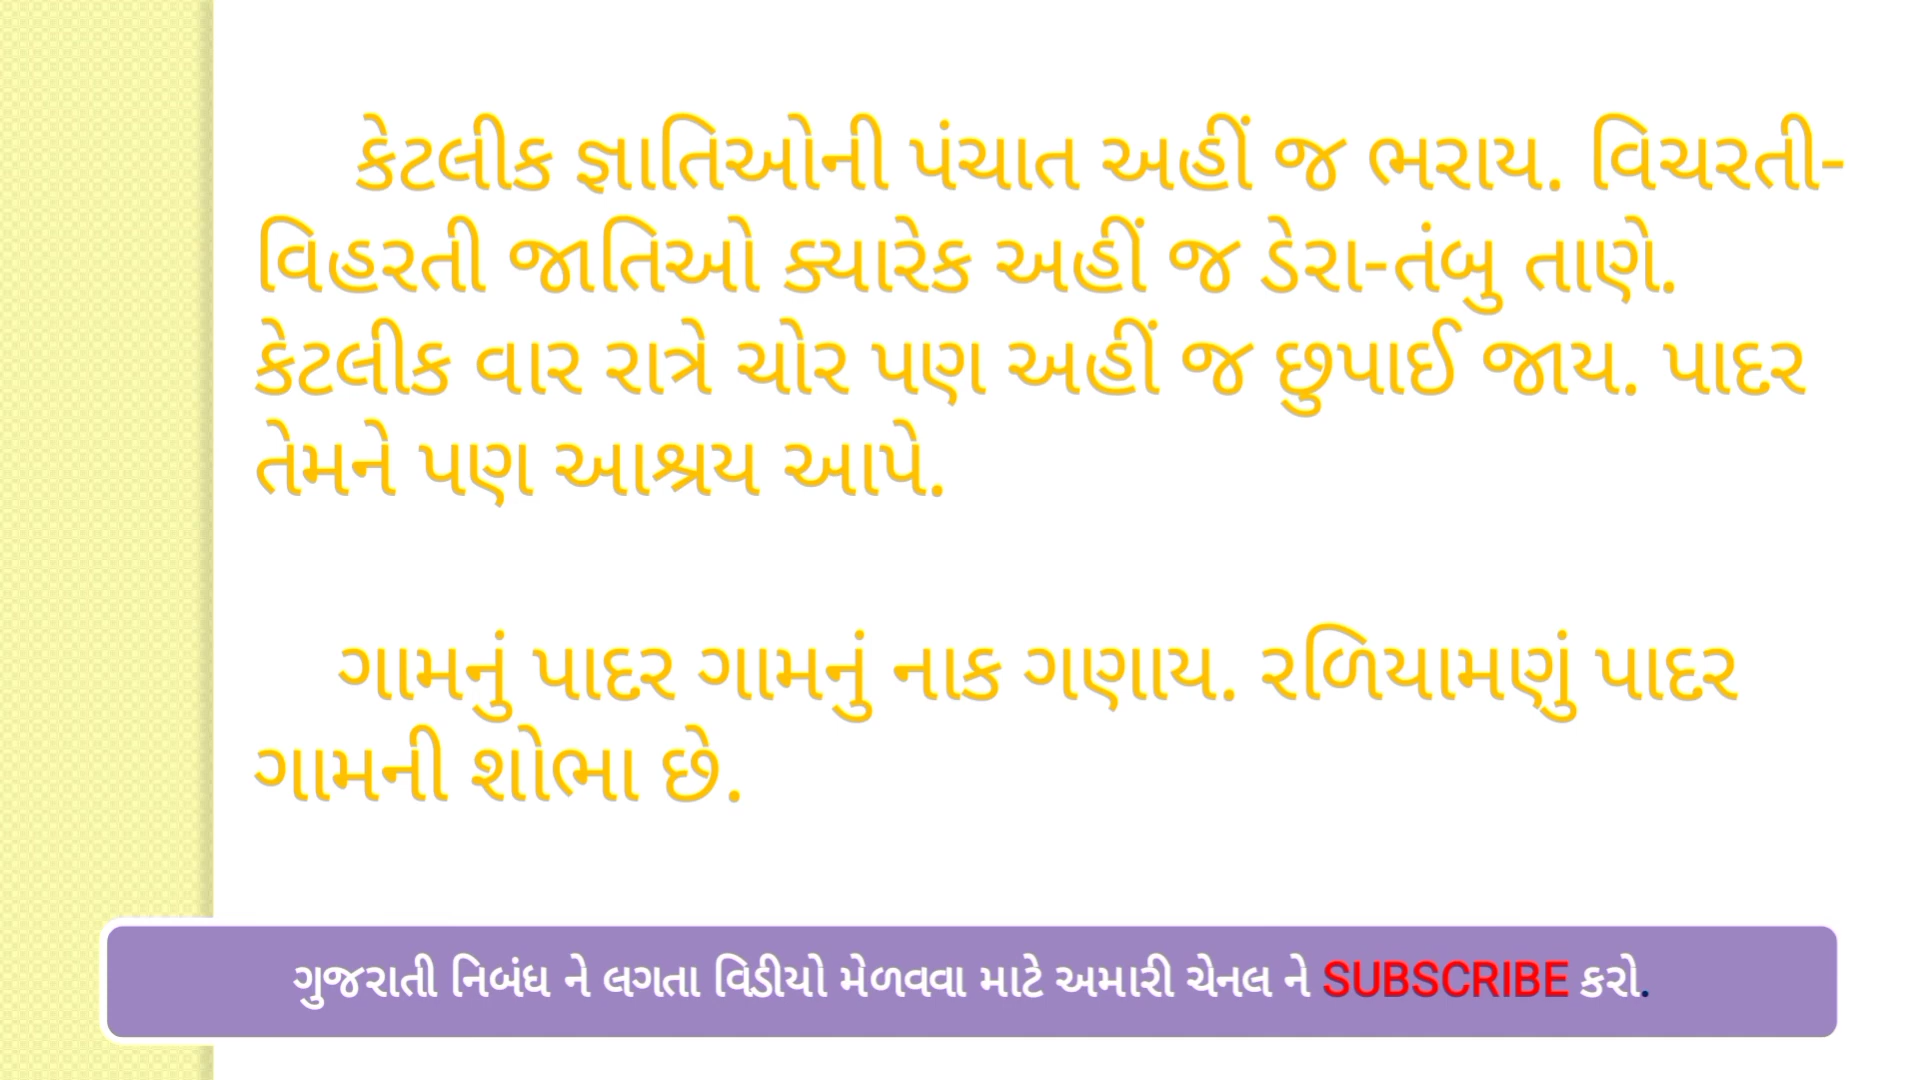 કેટલીક જ્ઞાતિઓની પંચાત અહીં જ ભરાય. વિચરતી-
વિહરતી જાતિઓ ક્યારેક અહીં જ ડેરા-તંબુ તાણે.
કેટલીક વાર રાત્રે ચોર પણ અહીં જ છુપાઈ જાય. પાદર
તેમને પણ આશ્રય આપે.
ગામનું પાદર ગામનું નાક ગણાય. રળિયામણું પાદર
ગામની શોભા છે.
ગુજરાતી નિબંધ ને લગતા વિડીયો મેળવવા માટે અમારી ચેનલ ને SUBSCRIBE કરો.